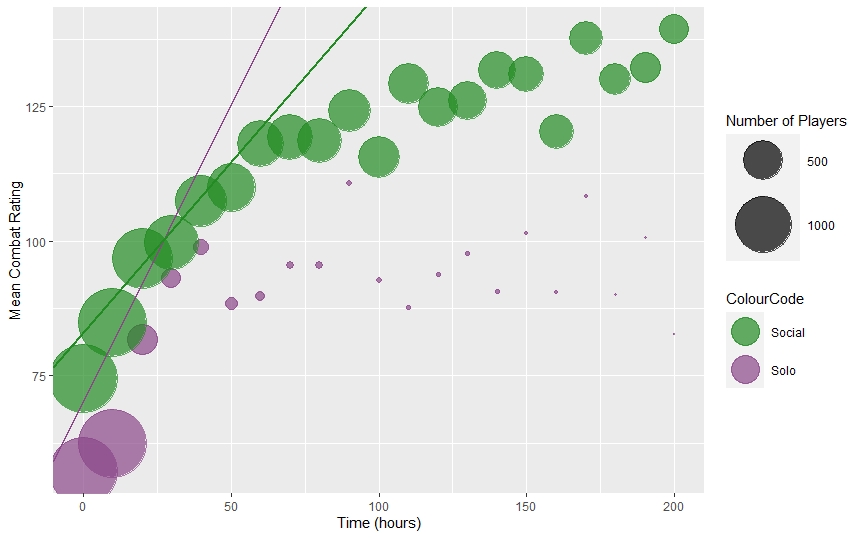 125
100
75
Mean Combat Rating
0
50
100
150
200
Time (hours)
Number of Players
500
1000
ColourCode
Social
Solo